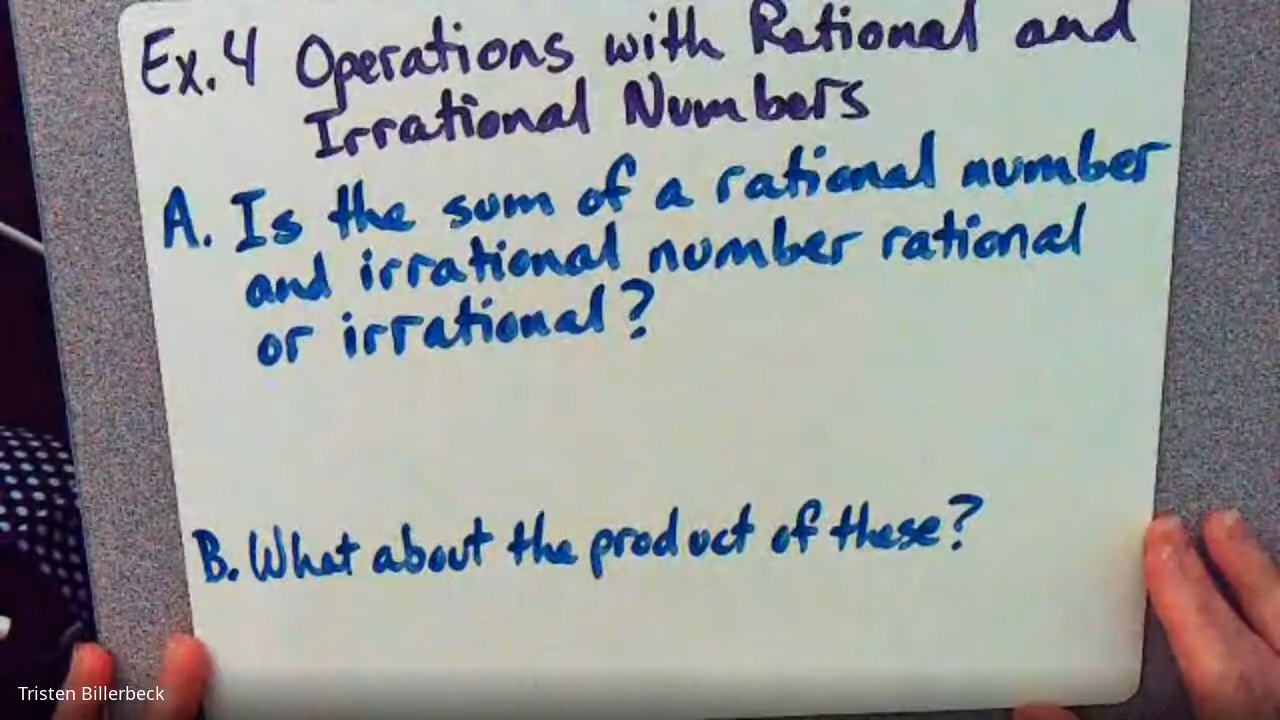 Ex.4 Operations with Rational and
Irrational Numbers
A. Is the sum of a rational number
and irrational number rational
or irrational?
B. What about the product of these?
Tristen Billerbeck